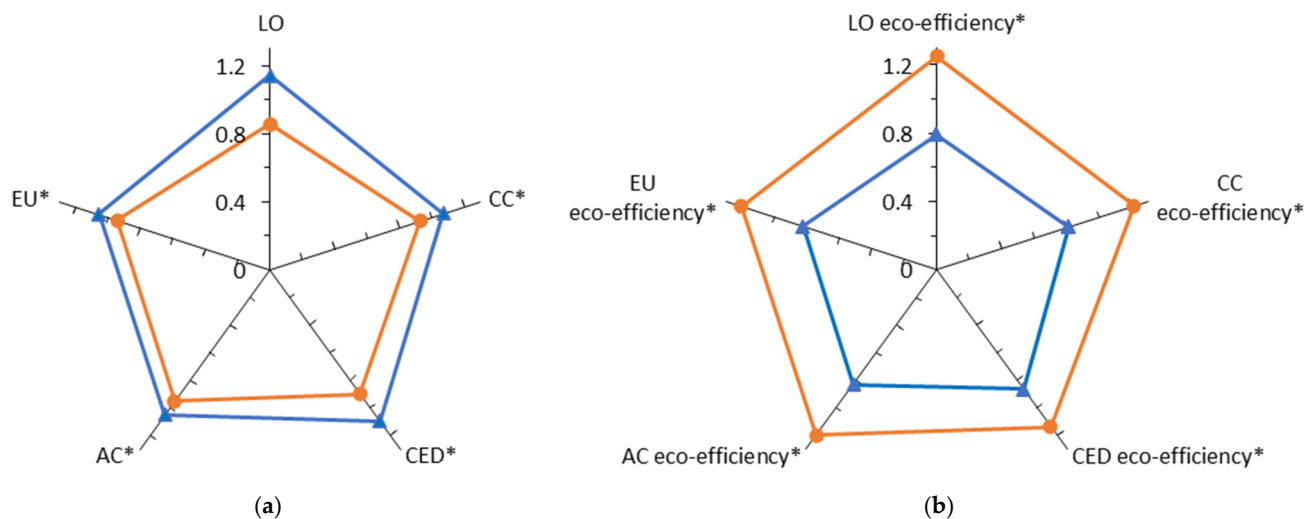 LO
1.2
0.8
0.4
0
EU*
CC*
AC*
CED*
(a)
LO eco-efficiency*
1.2
0.8
0.4
0
EU
eco-efficiency*
CC
eco-efficiency*
AC eco-efficiency*
CED eco-efficiency*
(b)